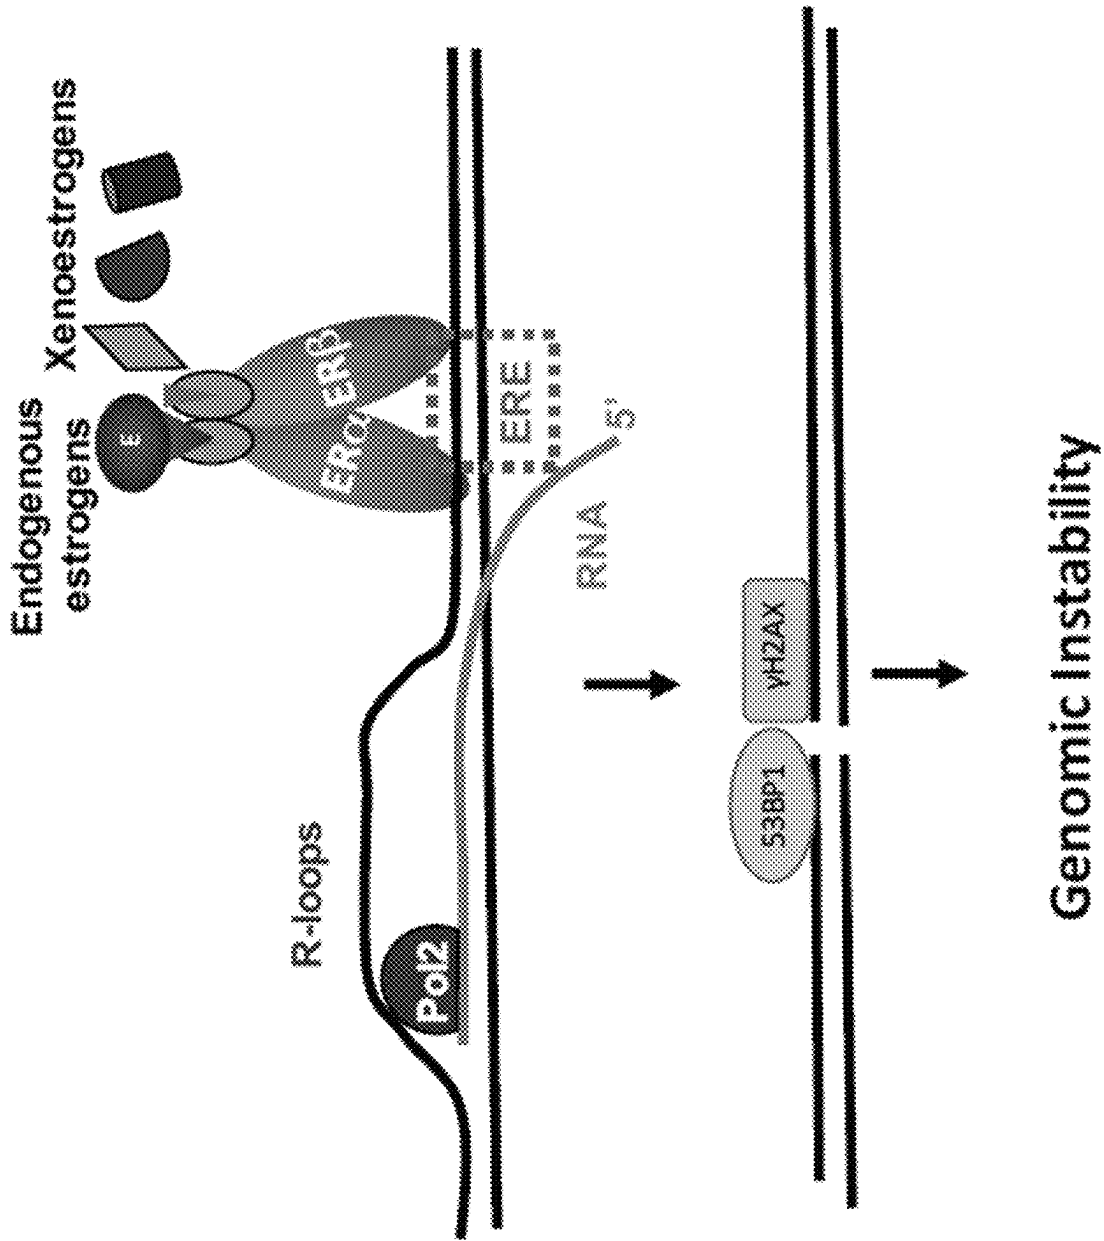 Endogenous
estrogens
Xenoestrogens
E
R-loops
ERα
ERβ
Pol2
ERE
RNA
5'
53BP1
γH2AX
Genomic Instability